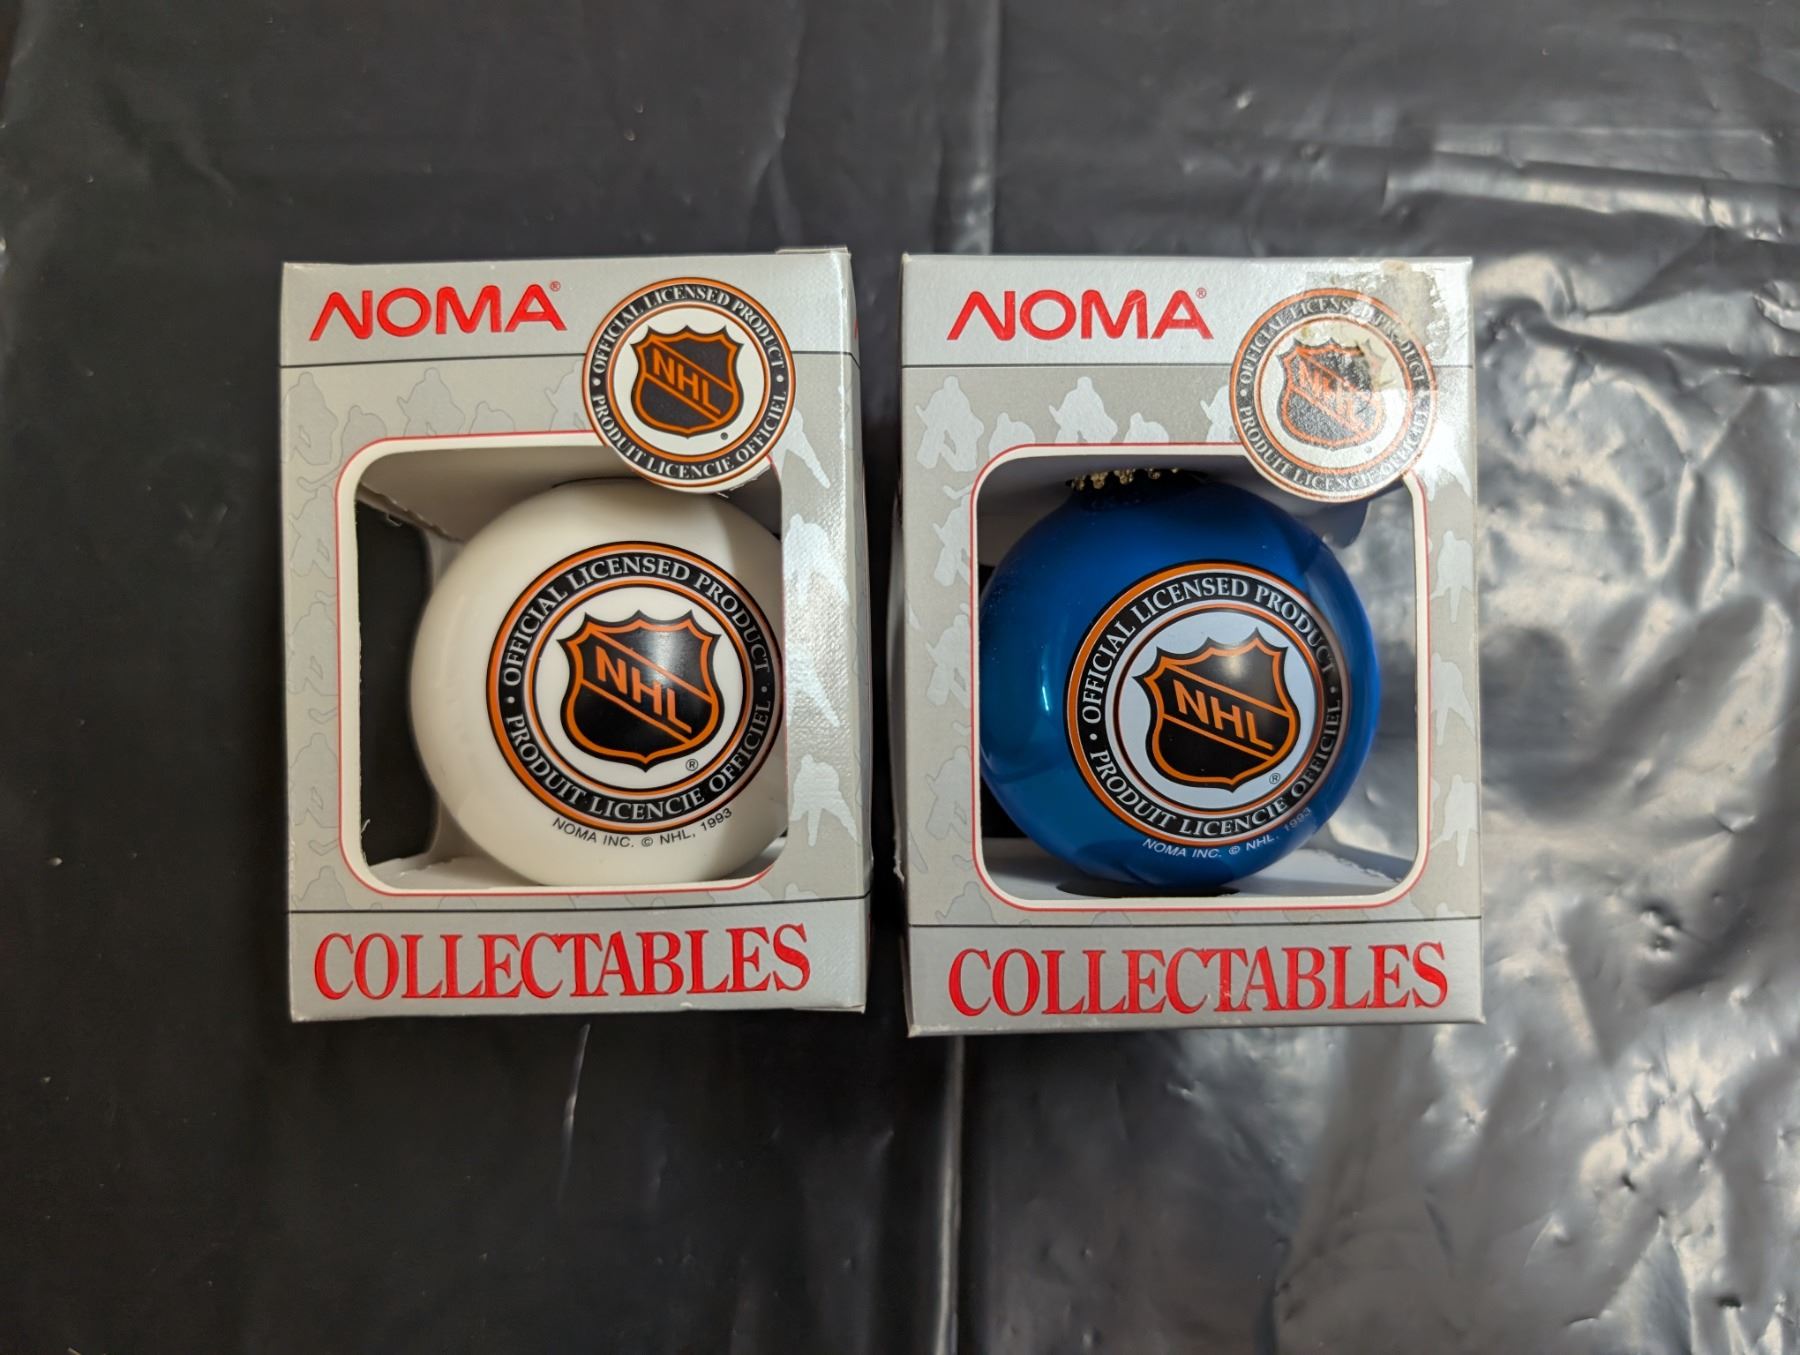 NOMA®
OFFICIAL LICENSED PRODUCT
NHL
• PRODUIT LICENCIE OFFICIEL •
OFFICIAL LICENSED PRODUCT
NHL
®
• PRODUIT LICENCIE OFFICIEL •
NOMA INC. © NHL, 1993
COLLECTABLES
NOMA®
OFFICIAL LICENSED PRODUCT
NHL
• PRODUIT LICENCIE OFFICIEL •
OFFICIAL LICENSED PRODUCT
NHL
®
• PRODUIT LICENCIE OFFICIEL •
NOMA INC. © NHL, 1993
COLLECTABLES